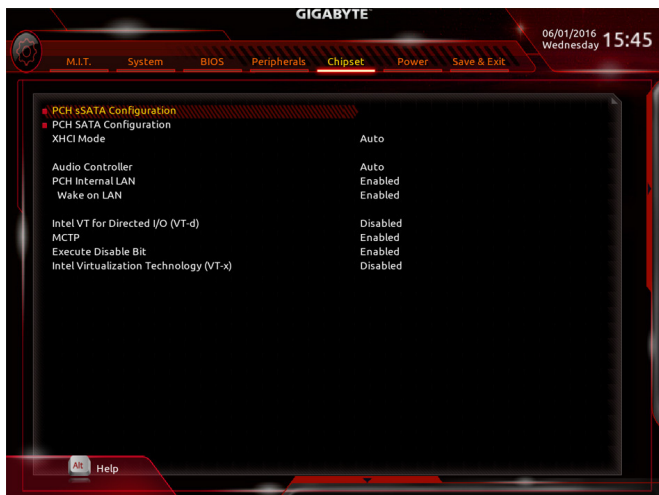 GIGABYTE™
06/01/2016
Wednesday
15:45
M.I.T. System BIOS Peripherals Chipset Power Save & Exit
PCH sSATA Configuration
PCH SATA Configuration
XHCI Mode Auto
Audio Controller Auto
PCH Internal LAN Enabled
Wake on LAN Enabled
Intel VT for Directed I/O (VT-d) Disabled
MCTP Enabled
Execute Disable Bit Enabled
Intel Virtualization Technology (VT-x) Disabled
Alt Help